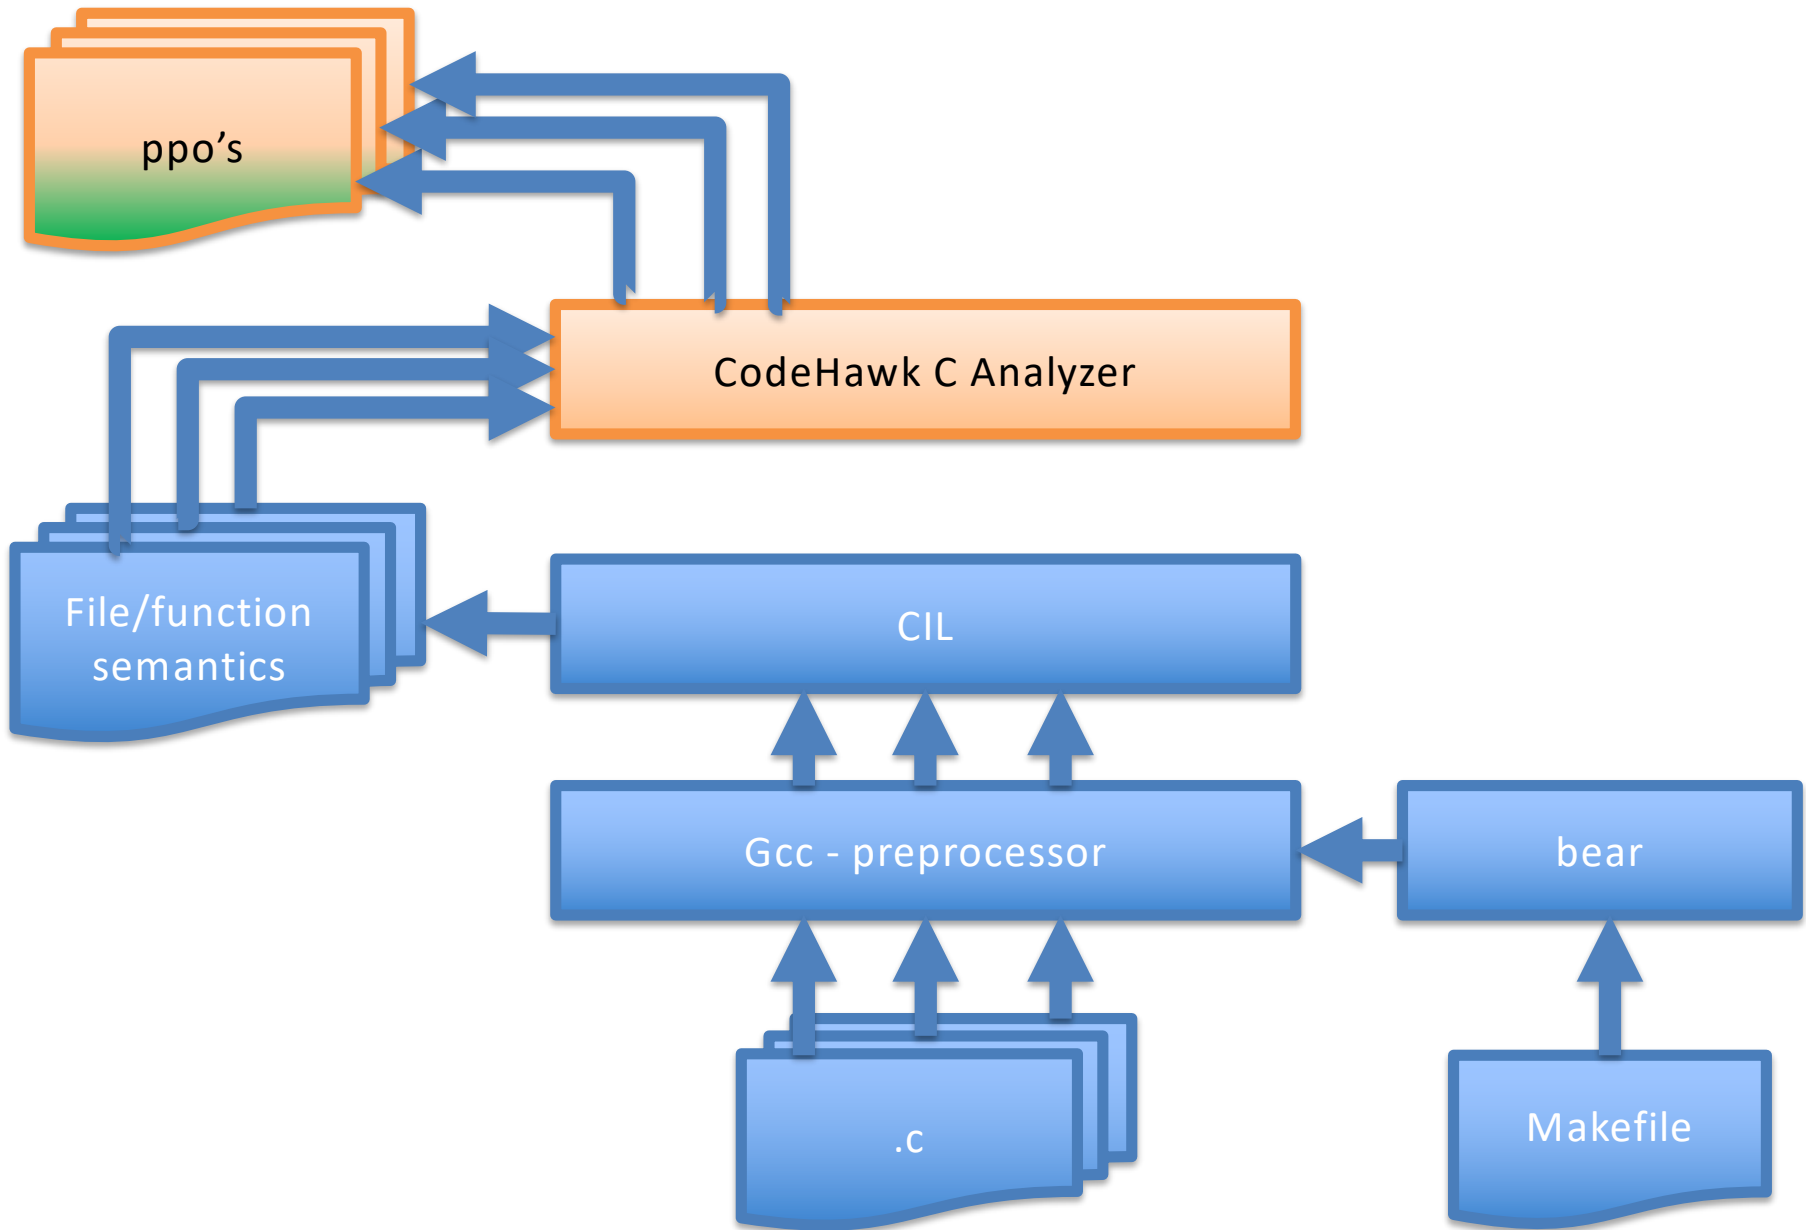 ppo’s
CodeHawk C Analyzer
File/function
semantics
CIL
Gcc - preprocessor
bear
.c
Makefile